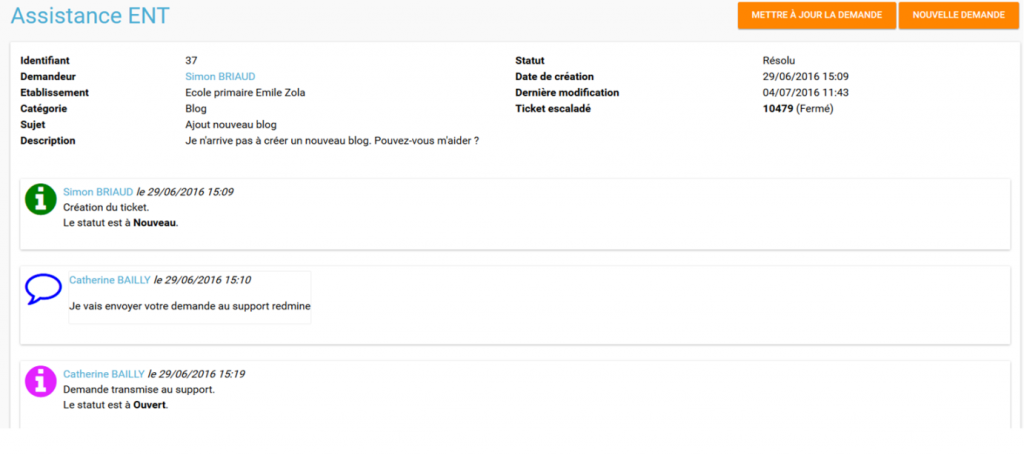 Assistance ENT
METTRE À JOUR LA DEMANDE
NOUVELLE DEMANDE
Identifiant 37
Demandeur Simon BRIAUD
Etablissement Ecole primaire Emile Zola
Catégorie Blog
Sujet Ajout nouveau blog
Description Je n'arrive pas à créer un nouveau blog. Pouvez-vous m'aider ?
Statut Résolu
Date de création 29/06/2016 15:09
Dernière modification 04/07/2016 11:43
Ticket escaladé 10479 (Fermé)
Simon BRIAUD le 29/06/2016 15:09
Création du ticket.
Le statut est à Nouveau.
Catherine BAILLY le 29/06/2016 15:10
Je vais envoyer votre demande au support redmine
Catherine BAILLY le 29/06/2016 15:19
Demande transmise au support.
Le statut est à Ouvert.